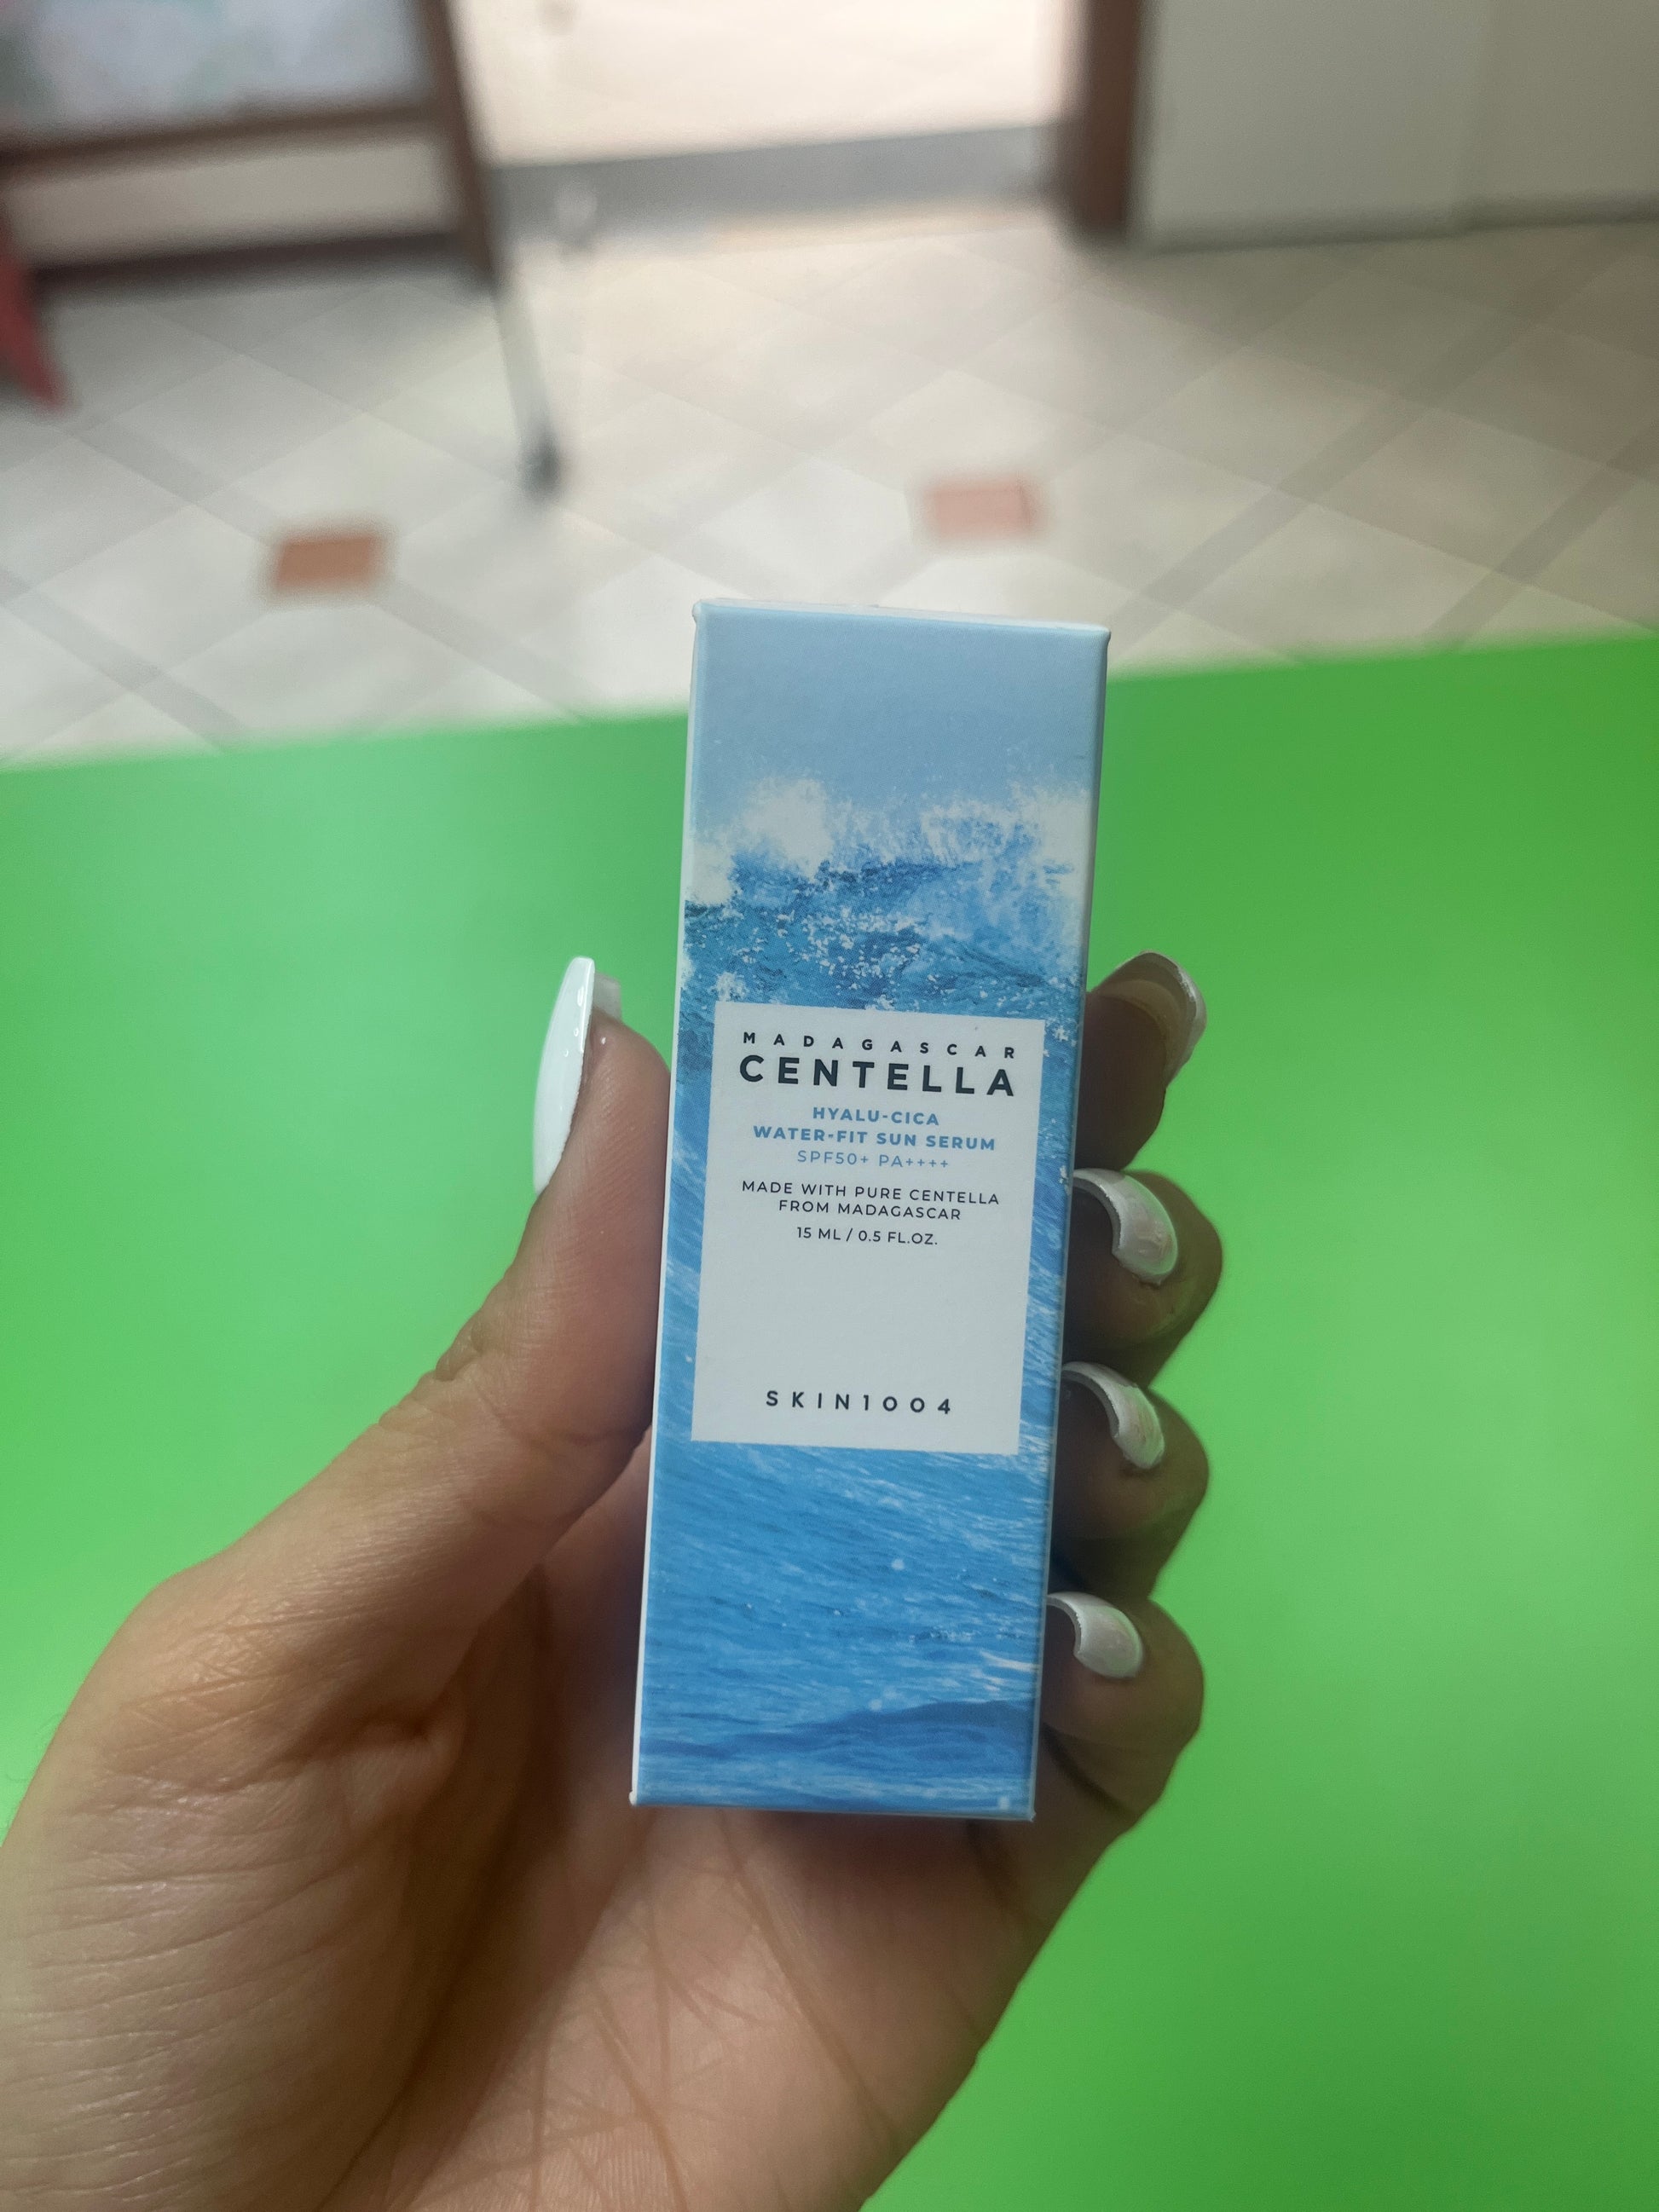 MADAGASCAR
CENTELLA
HYALU-CICA
WATER-FIT SUN SERUM
SPF50+ PA++++
MADE WITH PURE CENTELLA
FROM MADAGASCAR
15 ML / 0.5 FL.OZ.
SKIN1004